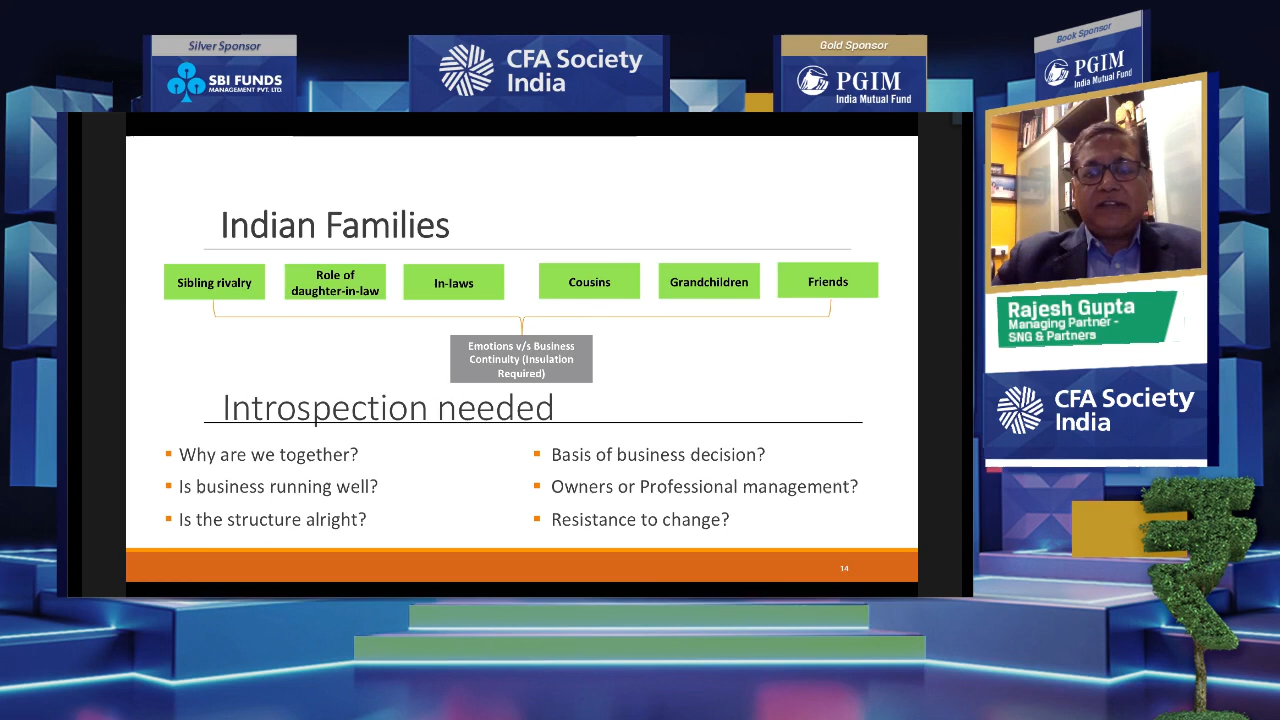 Silver Sponsor
SBI FUNDS
MANAGEMENT PVT. LTD.
CFA Society
India
Gold Sponsor
PGIM
India Mutual Fund
Book Sponsor
PGIM
India Mutual Fund
Indian Families
Sibling rivalry
Role of
daughter-in-law
In-laws
Cousins
Grandchildren
Friends
Emotions v/s Business
Continuity (Insulation
Required)
Introspection needed
Why are we together?
Is business running well?
Is the structure alright?
Basis of business decision?
Owners or Professional management?
Resistance to change?
14
Rajesh Gupta
Managing Partner -
SNG & Partners
CFA Society
India